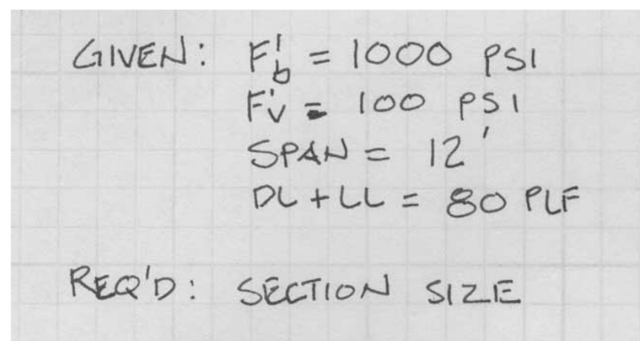 GIVEN: F'b = 1000 PSI
F'v = 100 PSI
SPAN = 12'
DL + LL = 80 PLF
REQ'D: SECTION SIZE